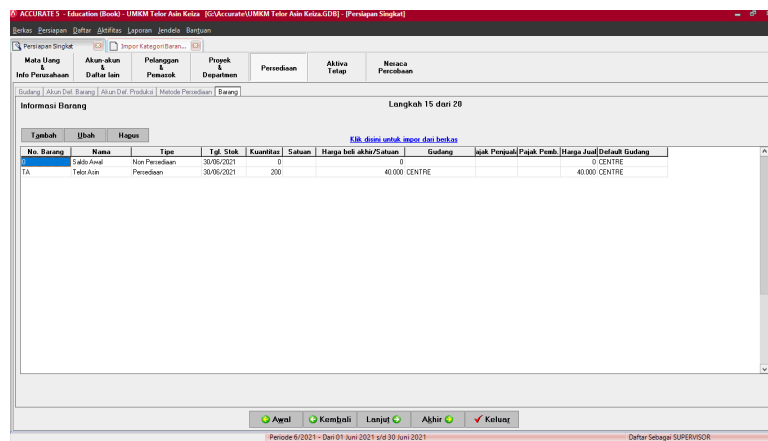 ACCURATE 5 - Education (Book) - UMKM Telor Asin Keiza [G:\Accurate\UMKM Telor Asin Keiza.GDB] - [Persiapan Singkat]
Berkas Persiapan Daftar Aktifitas Laporan Jendela Bantuan
Persiapan Singkat Impor KategoriBaran...
Mata Uang & Info Perusahaan Akun-akun & Daftar lain Pelanggan & Pemasok Proyek & Departmen Persediaan Aktiva Tetap Neraca Percobaan
Gudang Akun Def. Barang Akun Def. Produksi Metode Persediaan Barang
Informasi Barang Langkah 15 dari 20
Tambah Ubah Hapus Klik disini untuk impor dari berkas
No. Barang Nama Tipe Tgl. Stok Kuantitas Satuan Harga beli akhir/Satuan Gudang ajak Penjuala Pajak Pemb. Harga Jual Default Gudang
0 Saldo Awal Non Persediaan 30/06/2021 0 0 0 CENTRE
TA Telor Asin Persediaan 30/06/2021 200 40.000 CENTRE 40.000 CENTRE
Awal Kembali Lanjut Akhir Keluar
Periode 6/2021 - Dari 01 Juni 2021 s/d 30 Juni 2021 Daftar Sebagai SUPERVISOR